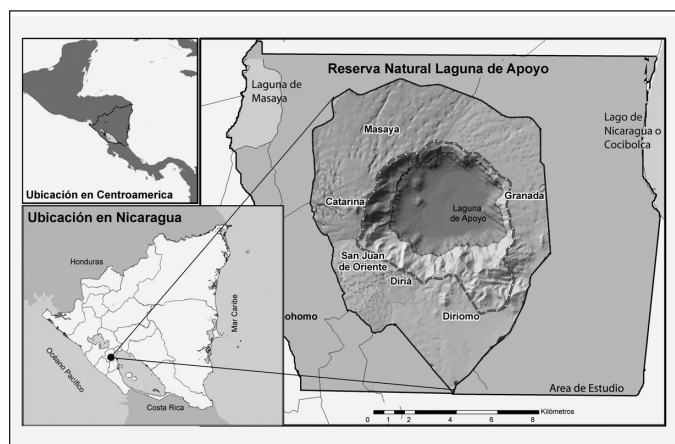 Ubicación en Centroamerica
Ubicación en Nicaragua
Honduras
Mar Caribe
Océano Pacífico
Costa Rica
Reserva Natural Laguna de Apoyo
Laguna de
Masaya
Lago de
Nicaragua o
Cocibolca
Masaya
Catarina
Granada
Laguna
de Apoyo
San Juan
de Oriente
Diriá
Diriomo
ohomo
Area de Estudio
0 1 2 4 6 8
Kilómetros